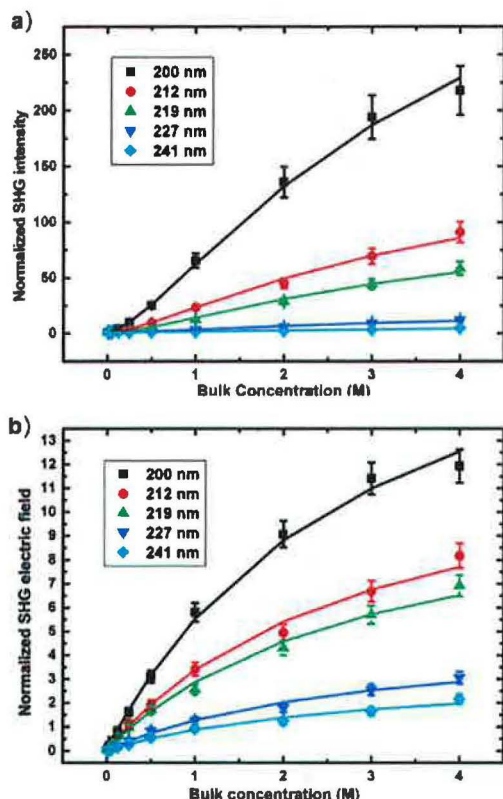 a)
Normalized SHG intensity
250
200
150
100
50
0
200 nm
212 nm
219 nm
227 nm
241 nm
0 1 2 3 4
Bulk Concentration (M)
b)
Normalized SHG electric field
13
12
11
10
9
8
7
6
5
4
3
2
1
0
200 nm
212 nm
219 nm
227 nm
241 nm
0 1 2 3 4
Bulk concentration (M)